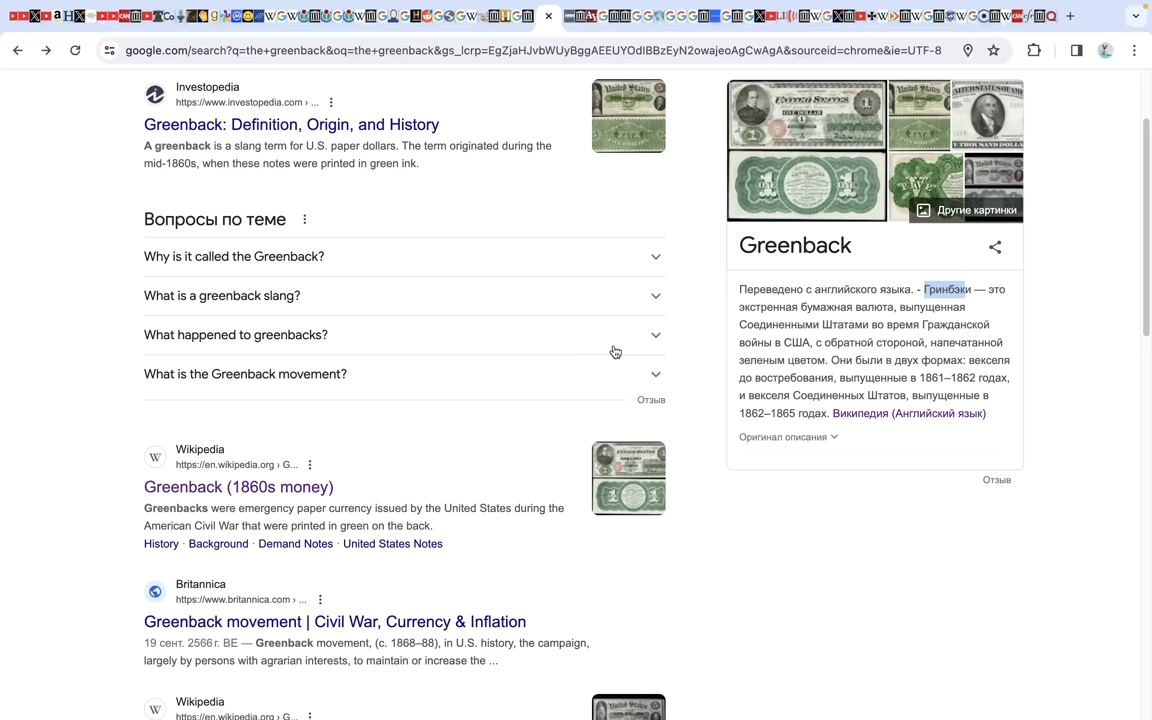 google.com/search?q=the+greenback&oq=the+greenback&gs_lcrp=EgZjaHJvbWUyBggAEEUYOdIBBzEyN2owajeoAgCwAgA&sourceid=chrome&ie=UTF-8
Investopedia
https://www.investopedia.com › ...
Greenback: Definition, Origin, and History
A greenback is a slang term for U.S. paper dollars. The term originated during the
mid-1860s, when these notes were printed in green ink.
Вопросы по теме
Why is it called the Greenback?
What is a greenback slang?
What happened to greenbacks?
What is the Greenback movement?
Отзыв
Wikipedia
https://en.wikipedia.org › G...
Greenback (1860s money)
Greenbacks were emergency paper currency issued by the United States during the
American Civil War that were printed in green on the back.
History · Background · Demand Notes · United States Notes
Britannica
https://www.britannica.com › ...
Greenback movement | Civil War, Currency & Inflation
19 сент. 2566 г. BE — Greenback movement, (c. 1868–88), in U.S. history, the campaign,
largely by persons with agrarian interests, to maintain or increase the ...
Wikipedia
https://en.wikipedia.org › G...
Другие картинки
Greenback
Переведено с английского языка. - Гринбэки — это
экстренная бумажная валюта, выпущенная
Соединенными Штатами во время Гражданской
войны в США, с обратной стороной, напечатанной
зеленым цветом. Они были в двух формах: векселя
до востребования, выпущенные в 1861–1862 годах,
и векселя Соединенных Штатов, выпущенные в
1862–1865 годах. Википедия (Английский язык)
Оригинал описания
Отзыв